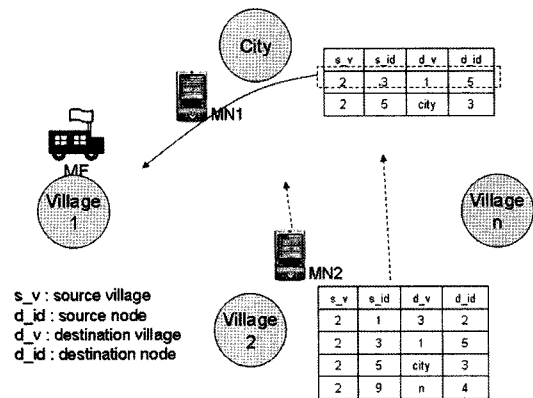 City
s_v s_id d_v d_id
2 3 1 5
2 5 city 3
MN1
MF
Village
1
Village
n
MN2
s_v : source village
d_id : source node
d_v : destination village
d_id : destination node
Village
2
s_v s_id d_v d_id
2 1 3 2
2 3 1 5
2 5 city 3
2 9 n 4